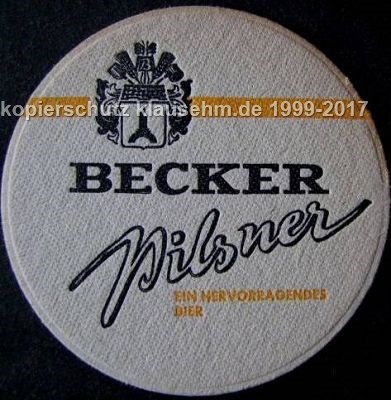 kopierschutz klausehm.de 1999-2017
BECKER
Pilsner
EIN HERVORRAGENDES
BIER